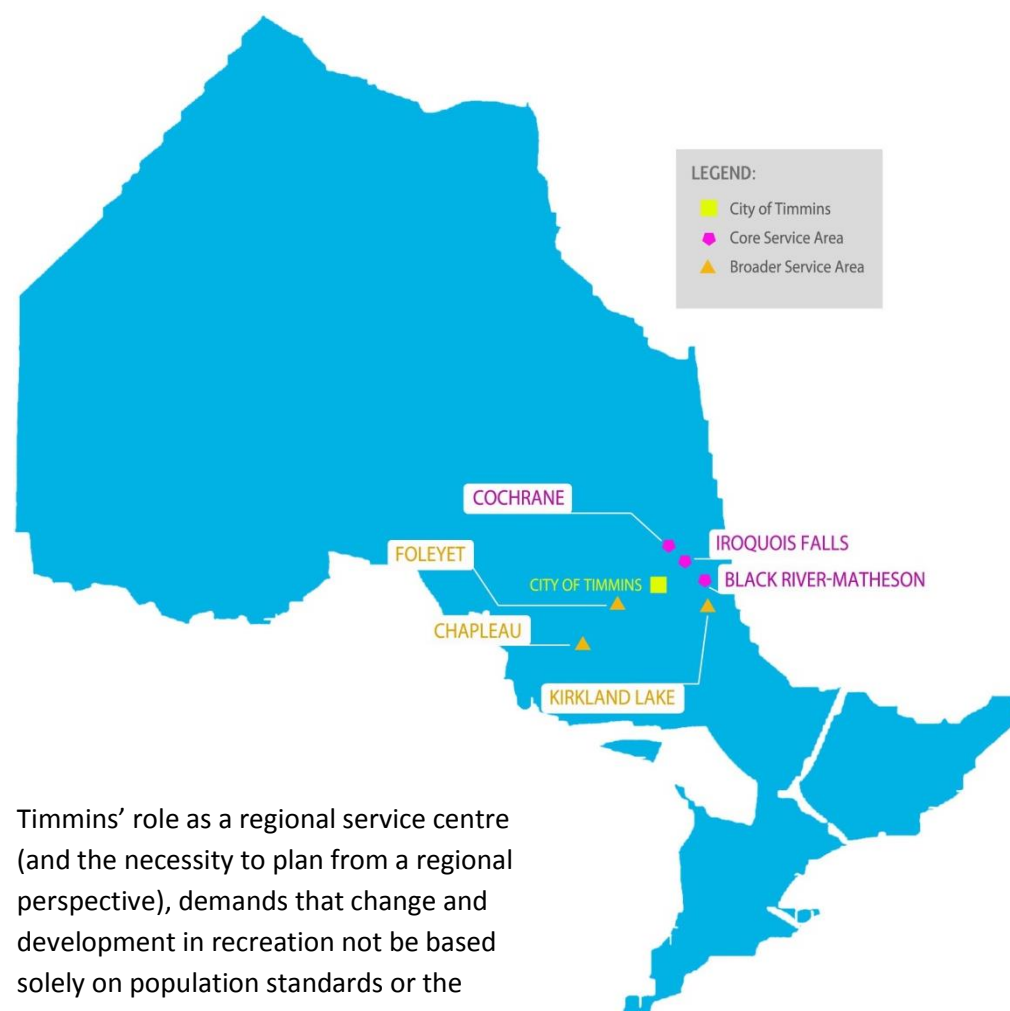 LEGEND:
City of Timmins
Core Service Area
Broader Service Area
COCHRANE
IROQUOIS FALLS
FOLEYET
BLACK RIVER-MATHESON
CITY OF TIMMINS
CHAPLEAU
KIRKLAND LAKE
Timmins’ role as a regional service centre
(and the necessity to plan from a regional
perspective), demands that change and
development in recreation not be based
solely on population standards or the